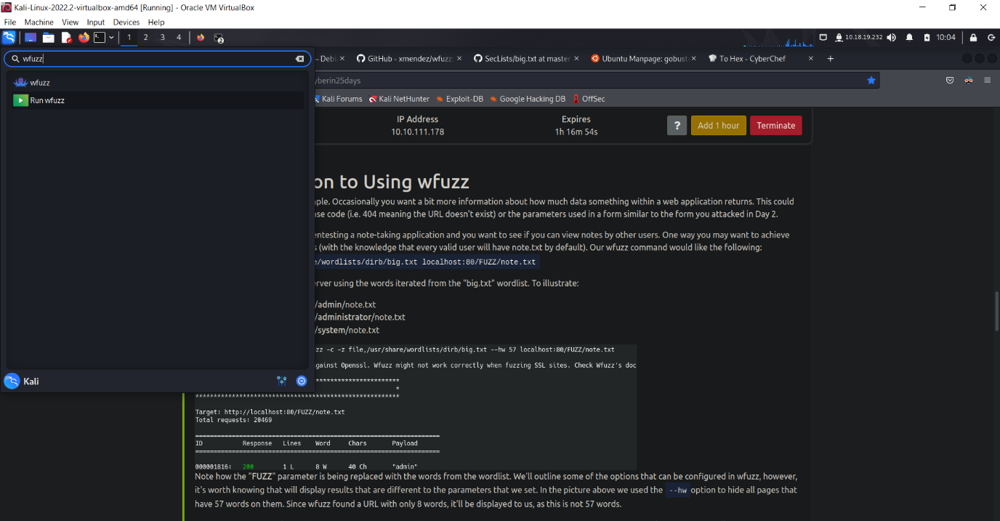 Kali-Linux-2022.2-virtualbox-amd64 [Running] - Oracle VM VirtualBox
File Machine View Input Devices Help
1 2 3 4 2 10.18.19.232 10:04
wfuzz
– Debi
GitHub - xmendez/wfuzz:
SecLists/big.txt at master
Ubuntu Manpage: gobust
To Hex - CyberChef
yberin25days
Kali Forums Kali NetHunter Exploit-DB Google Hacking DB OffSec
wfuzz
Run wfuzz
Kali
IP Address Expires
10.10.111.178 1h 16m 54s
? Add 1 hour Terminate
on to Using wfuzz
mple. Occasionally you want a bit more information about how much data something within a web application returns. This could
nse code (i.e. 404 meaning the URL doesn't exist) or the parameters used in a form similar to the form you attacked in Day 2.
entesting a note-taking application and you want to see if you can view notes by other users. One way you may want to achieve
s (with the knowledge that every valid user will have note.txt by default). Our wfuzz command would like the following:
e/wordlists/dirb/big.txt localhost:80/FUZZ/note.txt
erver using the words iterated from the "big.txt" wordlist. To illustrate:
/admin/note.txt
/administrator/note.txt
/system/note.txt
zz -c -z file,/usr/share/wordlists/dirb/big.txt --hw 57 localhost:80/FUZZ/note.txt
gainst Openssl. Wfuzz might not work correctly when fuzzing SSL sites. Check Wfuzz's doc
Target: http://localhost:80/FUZZ/note.txt
Total requests: 20469
ID Response Lines Word Chars Payload
000001816: 200 1 L 8 W 40 Ch "admin"
Note how the "FUZZ" parameter is being replaced with the words from the wordlist. We'll outline some of the options that can be configured in wfuzz, however,
it's worth knowing that will display results that are different to the parameters that we set. In the picture above we used the --hw option to hide all pages that
have 57 words on them. Since wfuzz found a URL with only 8 words, it'll be displayed to us, as this is not 57 words.